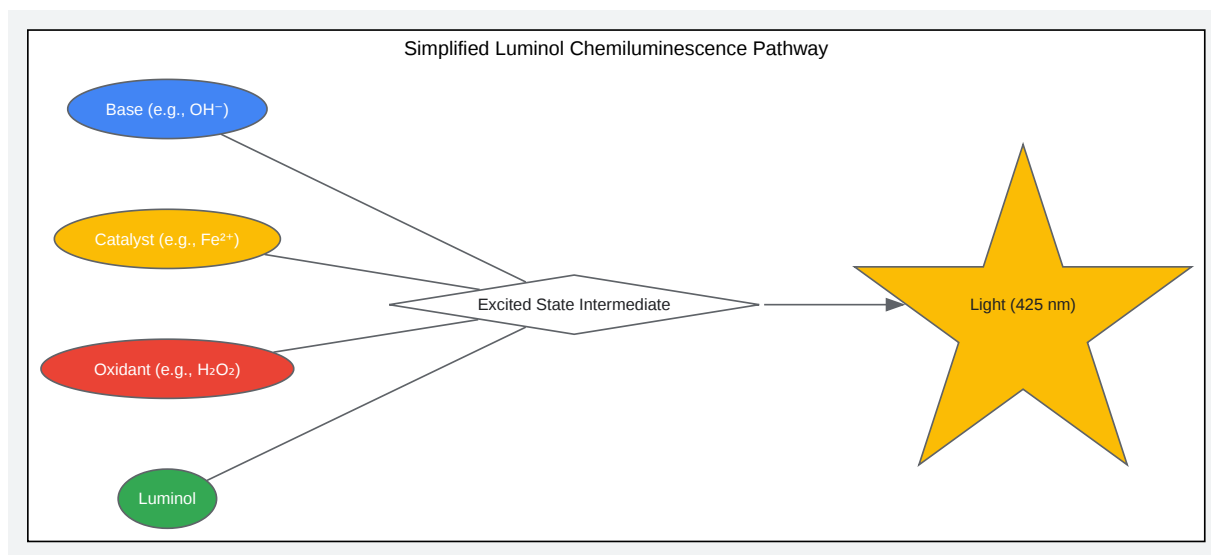 Simplified Luminol Chemiluminescence Pathway
Base (e.g., OH⁻)
Catalyst (e.g., Fe²⁺)
Excited State Intermediate
Light (425 nm)
Oxidant (e.g., H₂O₂)
Luminol